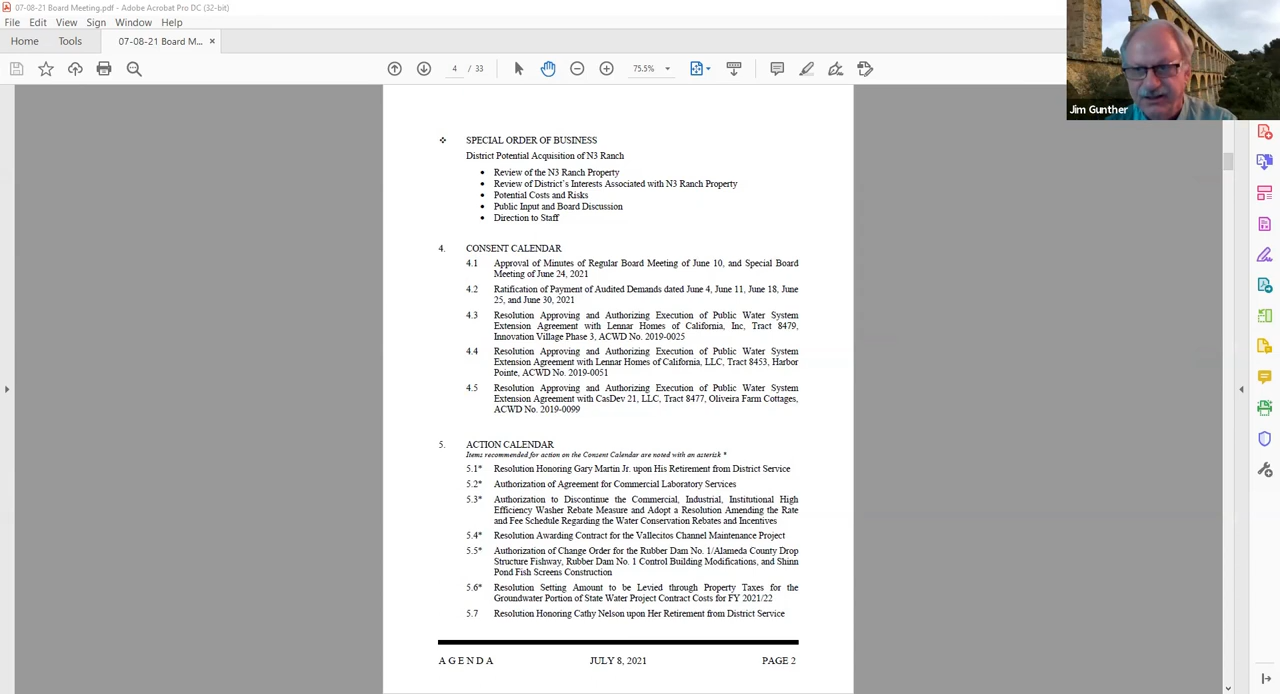 07-08-21 Board Meeting.pdf - Adobe Acrobat Pro DC (32-bit)
File Edit View Sign Window Help
Home Tools 07-08-21 Board M... ×
4 / 33 75.5%
Jim Gunther
❖ SPECIAL ORDER OF BUSINESS
District Potential Acquisition of N3 Ranch
• Review of the N3 Ranch Property
• Review of District's Interests Associated with N3 Ranch Property
• Potential Costs and Risks
• Public Input and Board Discussion
• Direction to Staff
4. CONSENT CALENDAR
4.1 Approval of Minutes of Regular Board Meeting of June 10, and Special Board
Meeting of June 24, 2021
4.2 Ratification of Payment of Audited Demands dated June 4, June 11, June 18, June
25, and June 30, 2021
4.3 Resolution Approving and Authorizing Execution of Public Water System
Extension Agreement with Lennar Homes of California, Inc, Tract 8479,
Innovation Village Phase 3, ACWD No. 2019-0025
4.4 Resolution Approving and Authorizing Execution of Public Water System
Extension Agreement with Lennar Homes of California, LLC, Tract 8453, Harbor
Pointe, ACWD No. 2019-0051
4.5 Resolution Approving and Authorizing Execution of Public Water System
Extension Agreement with CasDev 21, LLC, Tract 8477, Oliveira Farm Cottages,
ACWD No. 2019-0099
5. ACTION CALENDAR
Items recommended for action on the Consent Calendar are noted with an asterisk *
5.1* Resolution Honoring Gary Martin Jr. upon His Retirement from District Service
5.2* Authorization of Agreement for Commercial Laboratory Services
5.3* Authorization to Discontinue the Commercial, Industrial, Institutional High
Efficiency Washer Rebate Measure and Adopt a Resolution Amending the Rate
and Fee Schedule Regarding the Water Conservation Rebates and Incentives
5.4* Resolution Awarding Contract for the Vallecitos Channel Maintenance Project
5.5* Authorization of Change Order for the Rubber Dam No. 1/Alameda County Drop
Structure Fishway, Rubber Dam No. 1 Control Building Modifications, and Shinn
Pond Fish Screens Construction
5.6* Resolution Setting Amount to be Levied through Property Taxes for the
Groundwater Portion of State Water Project Contract Costs for FY 2021/22
5.7 Resolution Honoring Cathy Nelson upon Her Retirement from District Service
AGENDA JULY 8, 2021 PAGE 2